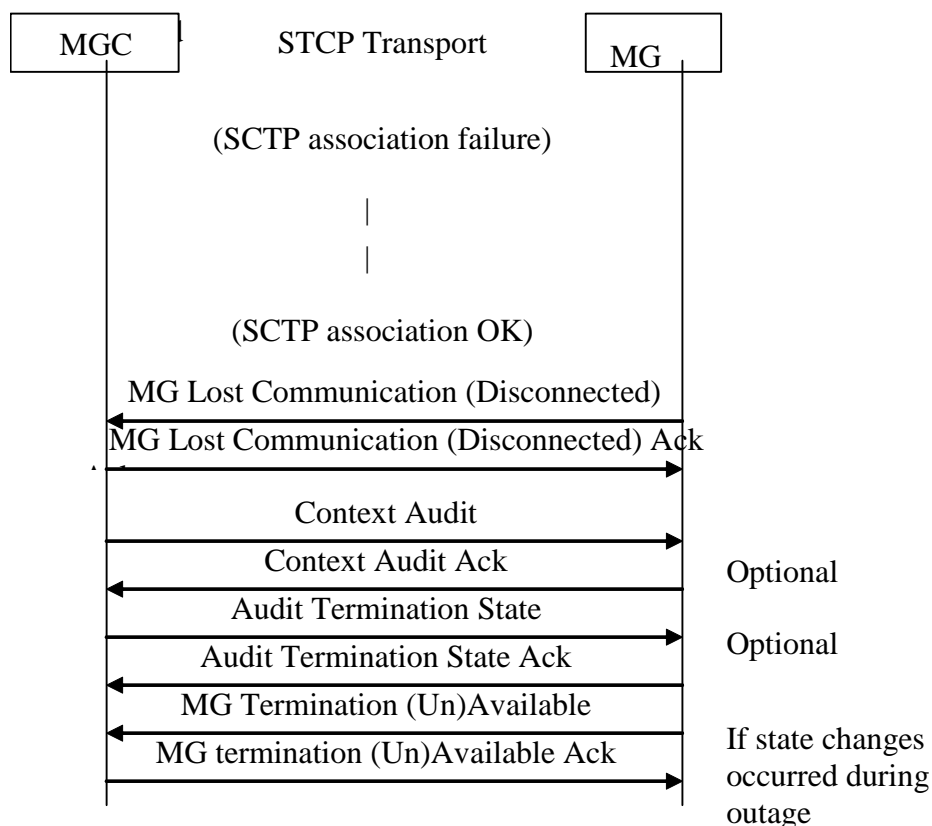 MGC
STCP Transport
MG
(SCTP association failure)
|
|
(SCTP association OK)
MG Lost Communication (Disconnected)
MG Lost Communication (Disconnected) Ack
Context Audit
Context Audit Ack
Optional
Audit Termination State
Optional
Audit Termination State Ack
MG Termination (Un)Available
MG termination (Un)Available Ack
If state changes
occurred during
outage